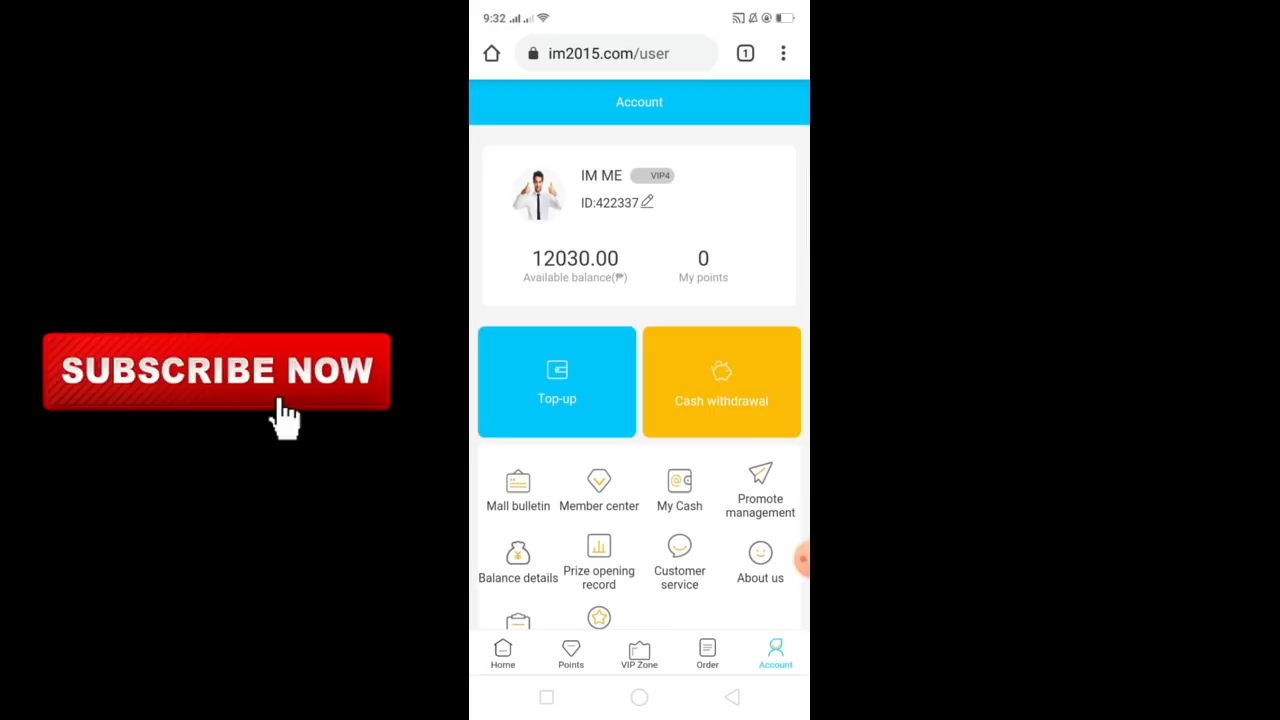 9:32
im2015.com/user
1
Account
IM ME VIP4
ID:422337
12030.00 0
Available balance(₱) My points
SUBSCRIBE NOW
Top-up Cash withdrawal
Mall bulletin Member center My Cash Promote management
Balance details Prize opening record Customer service About us
Home Points VIP Zone Order Account